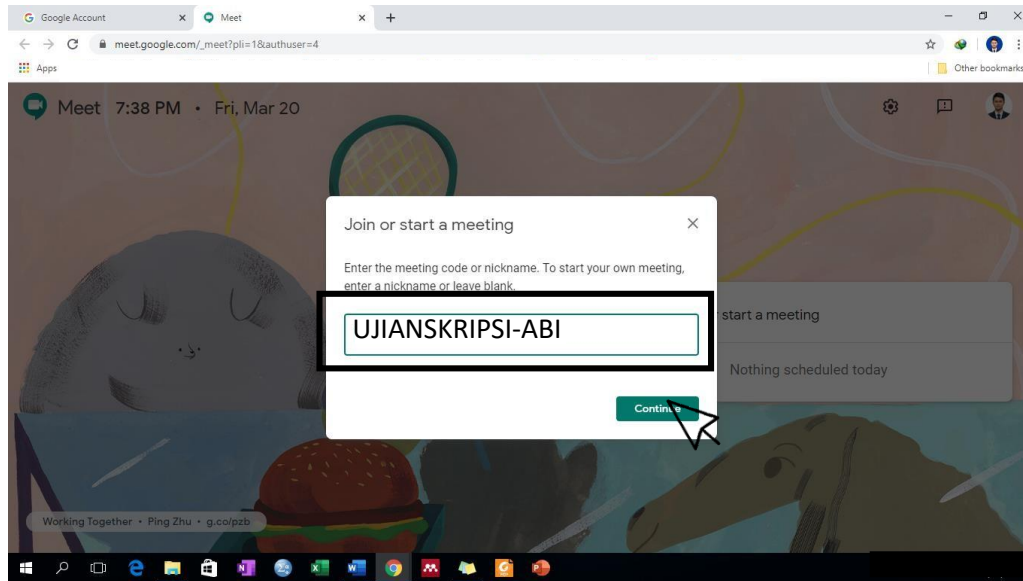 Google Account
Meet
meet.google.com/_meet?pli=1&authuser=4
Apps
Other bookmarks
Meet 7:38 PM • Fri, Mar 20
Join or start a meeting
Enter the meeting code or nickname. To start your own meeting,
enter a nickname or leave blank.
UJIANSKRIPSI-ABI
start a meeting
Nothing scheduled today
Continue
Working Together • Ping Zhu • g.co/pzb